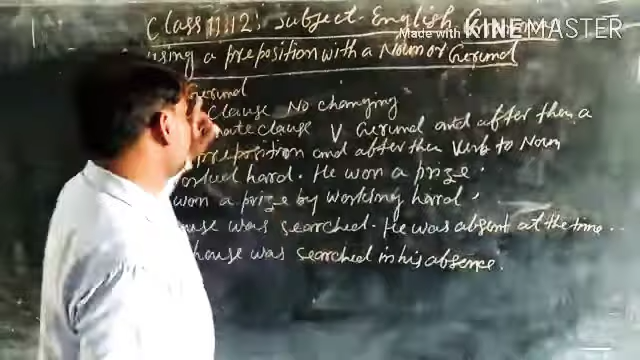 Class 11,12: Subject- English
Made with KINEMASTER
using a preposition with a Noun or Gerund
Gerund
Clause No changing
clause V Gerund and after then a
preposition and after then Verb to Noun
hard. He won a prize.
won a prize by working hard.
was searched. He was absent at the time..
house was searched in his absence.